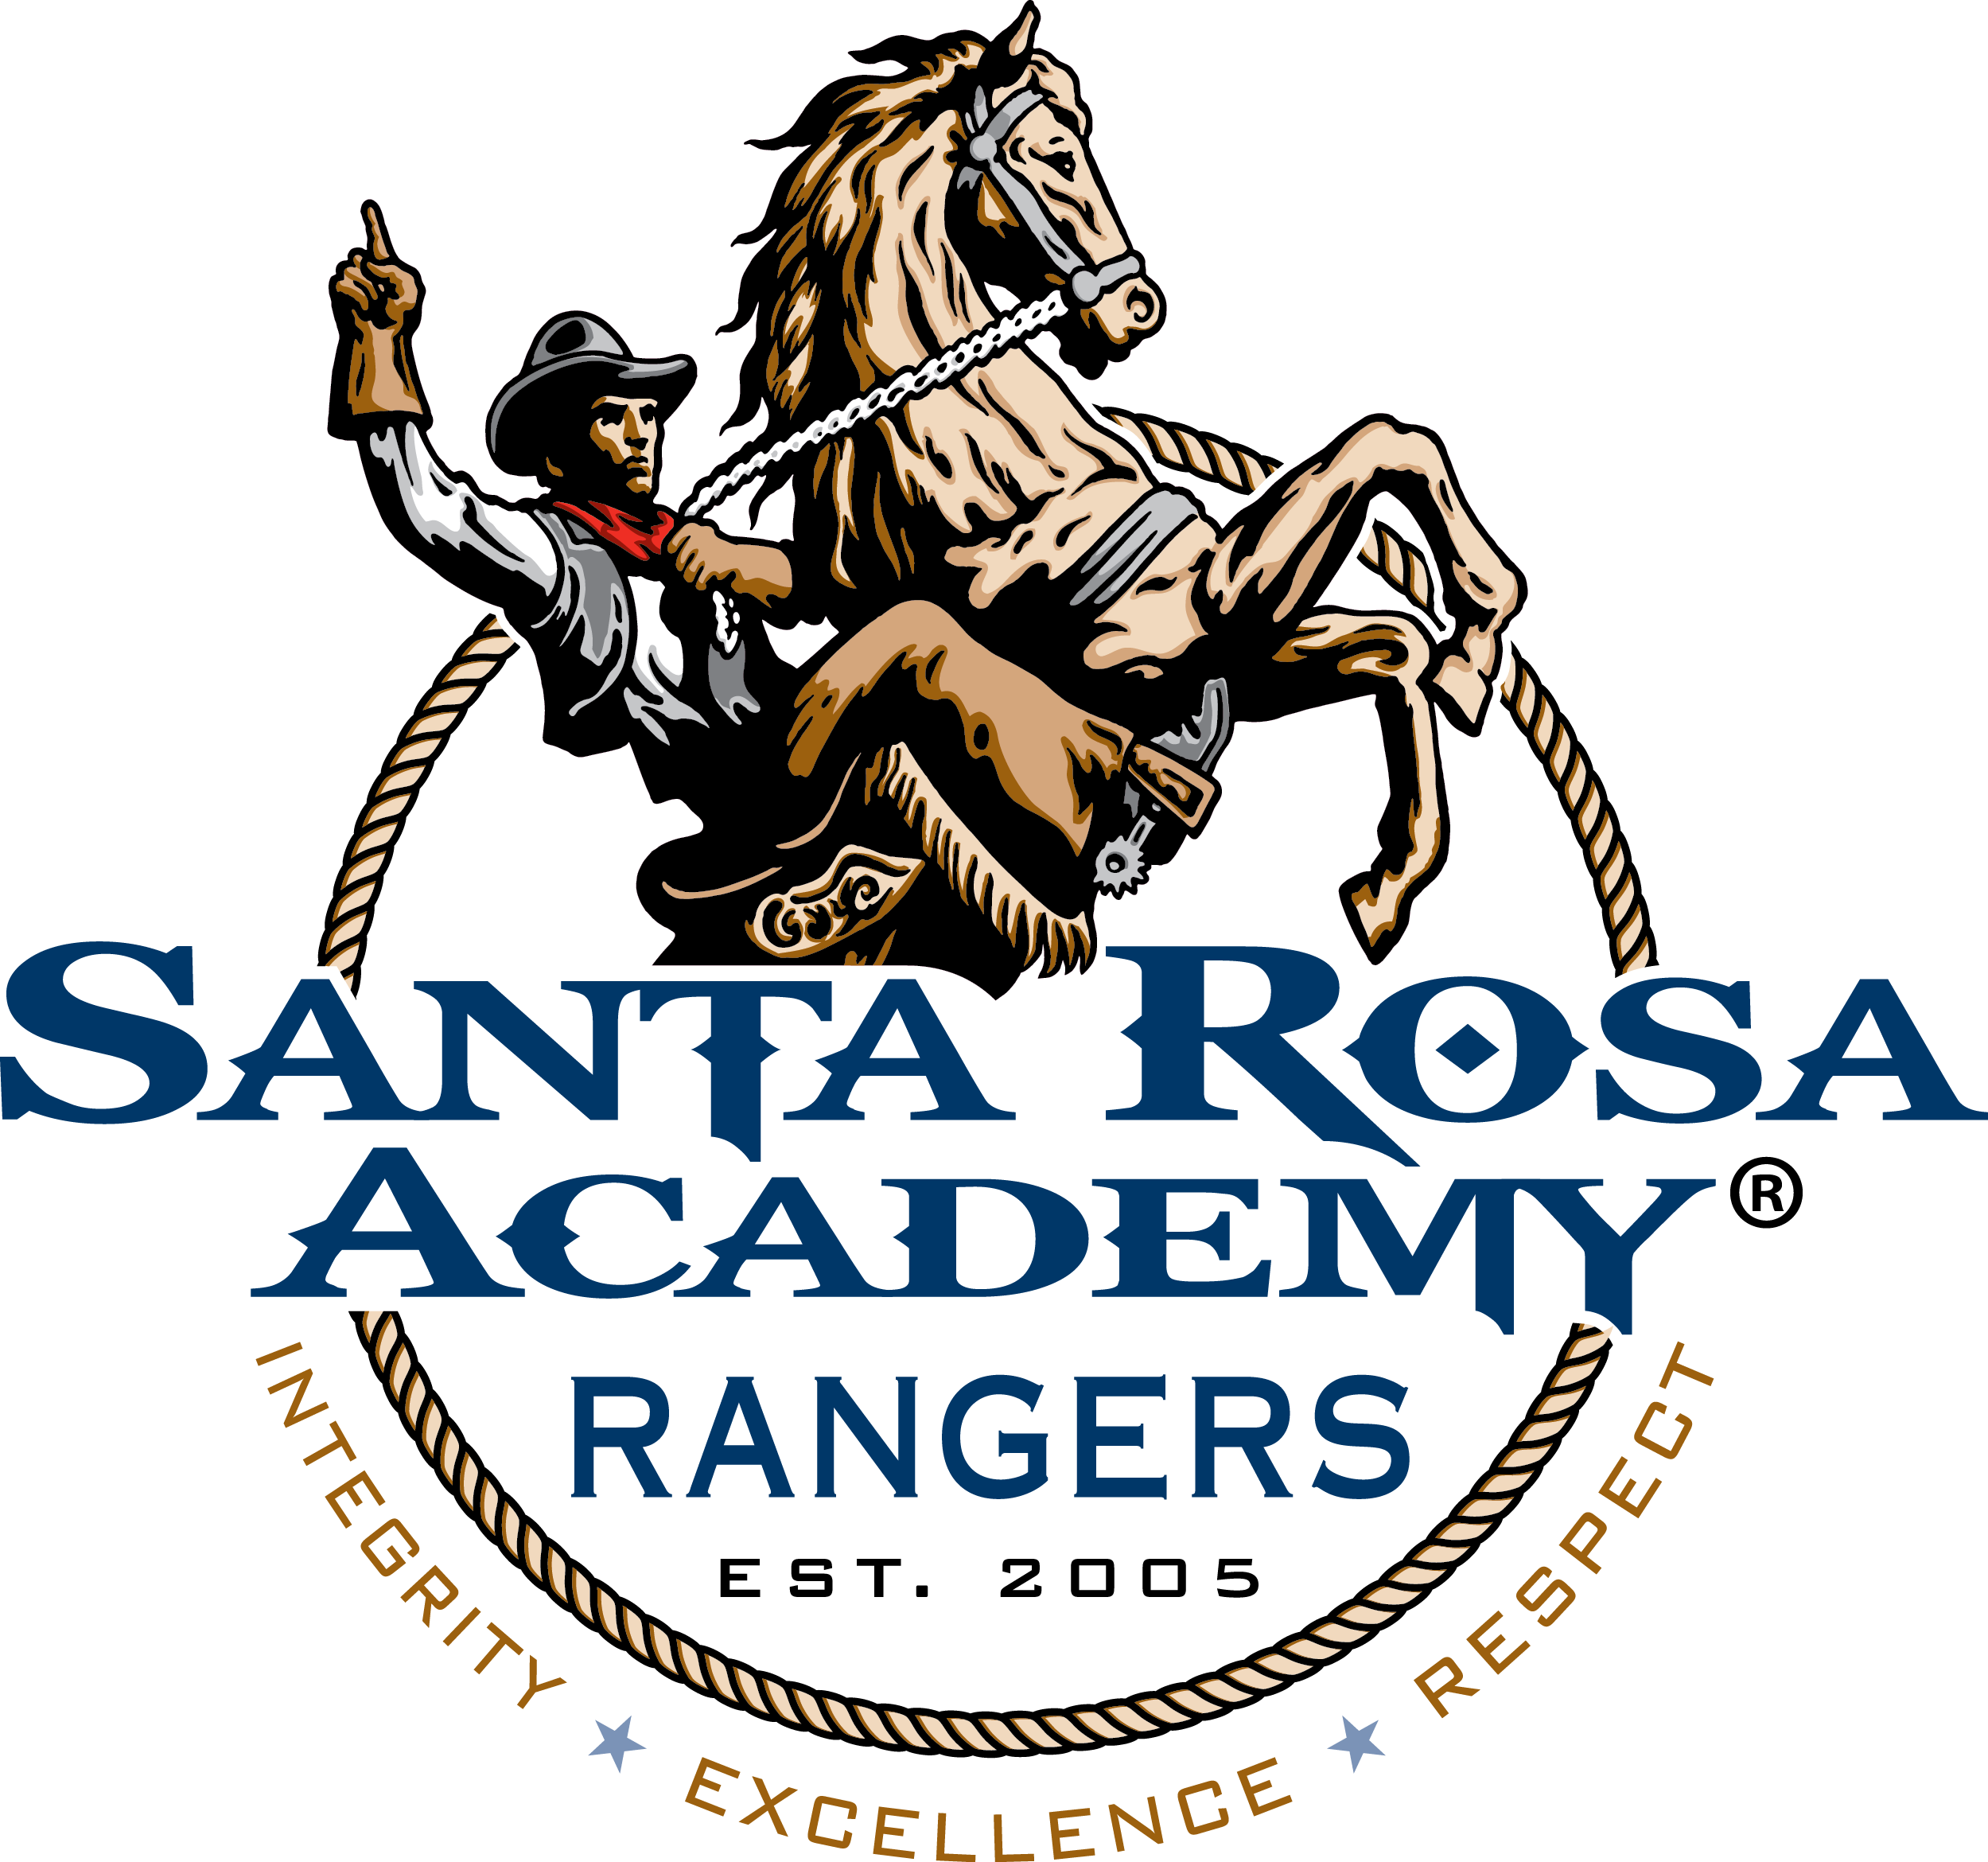 SANTA ROSA
ACADEMY®
RANGERS
EST. 2005
INTEGRITY
EXCELLENCE
RESPECT